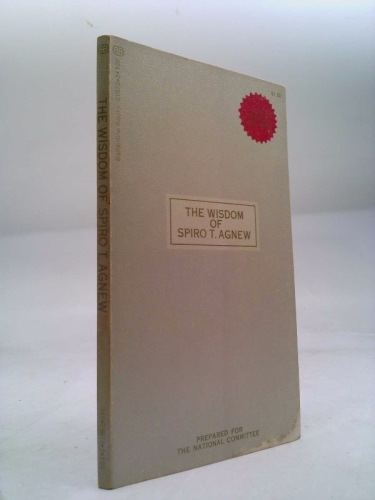 THE WISDOM
OF
SPIRO T. AGNEW
PREPARED FOR
THE NATIONAL COMMITTEE
THE WISDOM OF SPIRO T. AGNEW